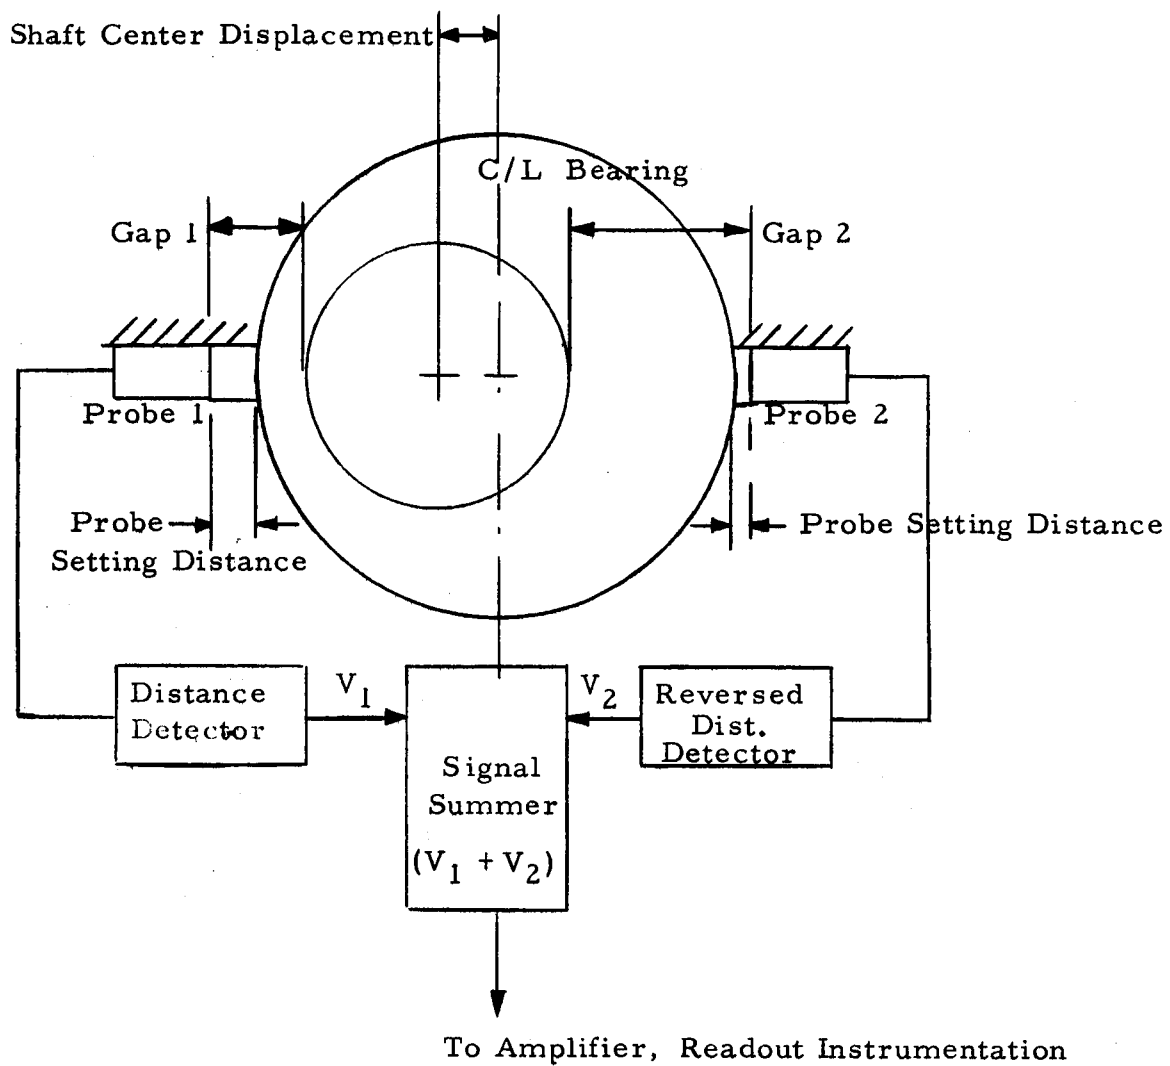 Shaft Center Displacement
C/L Bearing
Gap 1
Gap 2
Probe 1
Probe 2
Probe
Setting Distance
Probe Setting Distance
Distance
Detector
V1
Signal
Summer
(V1 + V2)
V2
Reversed
Dist.
Detector
To Amplifier, Readout Instrumentation